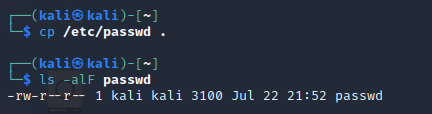 ┌──(kali㉿kali)-[~]
└─$ cp /etc/passwd .
┌──(kali㉿kali)-[~]
└─$ ls -alF passwd
-rw-r--r-- 1 kali kali 3100 Jul 22 21:52 passwd